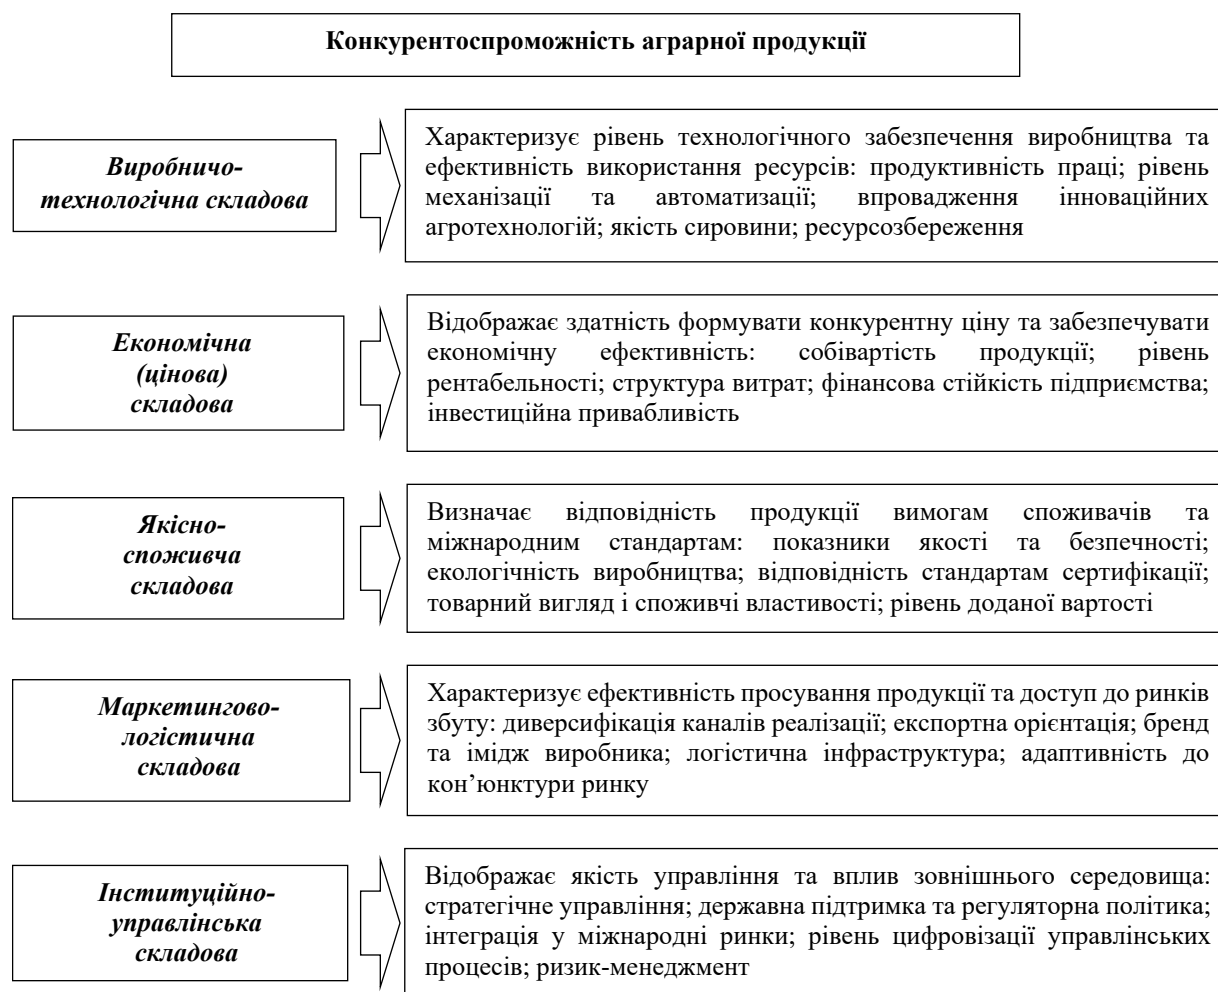 Конкурентоспроможність аграрної продукції
Виробничо-
технологічна складова
Характеризує рівень технологічного забезпечення виробництва та
ефективність використання ресурсів: продуктивність праці; рівень
механізації та автоматизації; впровадження інноваційних
агротехнологій; якість сировини; ресурсозбереження
Економічна
(цінова)
складова
Відображає здатність формувати конкурентну ціну та забезпечувати
економічну ефективність: собівартість продукції; рівень
рентабельності; структура витрат; фінансова стійкість підприємства;
інвестиційна привабливість
Якісно-
споживча
складова
Визначає відповідність продукції вимогам споживачів та
міжнародним стандартам: показники якості та безпечності;
екологічність виробництва; відповідність стандартам сертифікації;
товарний вигляд і споживчі властивості; рівень доданої вартості
Маркетингово-
логістична
складова
Характеризує ефективність просування продукції та доступ до ринків
збуту: диверсифікація каналів реалізації; експортна орієнтація; бренд
та імідж виробника; логістична інфраструктура; адаптивність до
кон’юнктури ринку
Інституційно-
управлінська
складова
Відображає якість управління та вплив зовнішнього середовища:
стратегічне управління; державна підтримка та регуляторна політика;
інтеграція у міжнародні ринки; рівень цифровізації управлінських
процесів; ризик-менеджмент